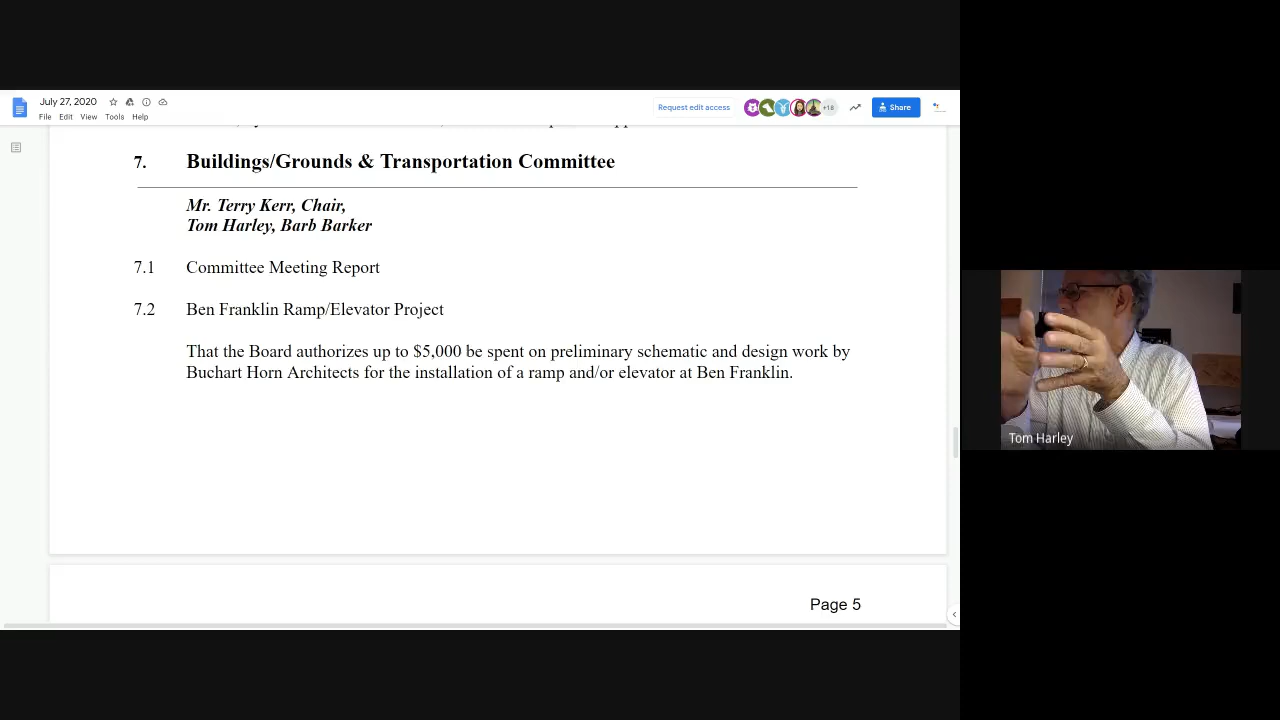 July 27, 2020
File Edit View Tools Help
Request edit access
+18
Share
7. Buildings/Grounds & Transportation Committee
Mr. Terry Kerr, Chair,
Tom Harley, Barb Barker
7.1 Committee Meeting Report
7.2 Ben Franklin Ramp/Elevator Project
That the Board authorizes up to $5,000 be spent on preliminary schematic and design work by
Buchart Horn Architects for the installation of a ramp and/or elevator at Ben Franklin.
Page 5
Tom Harley